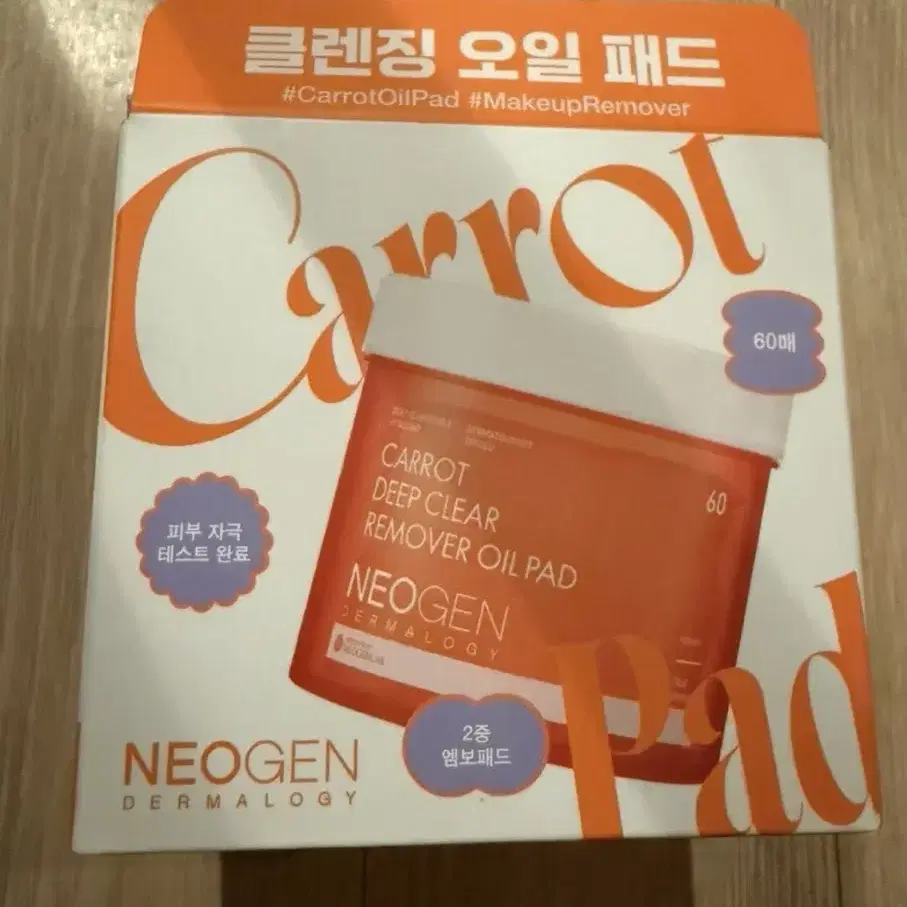 클렌징 오일 패드
#CarrotOilPad #MakeupRemover
Carrot
60매
CARROT
DEEP CLEAR
REMOVER OIL PAD
60
NEOGEN
DERMALOGY
피부 자극
테스트 완료
2중
엠보패드
Pad
NEOGEN
DERMALOGY